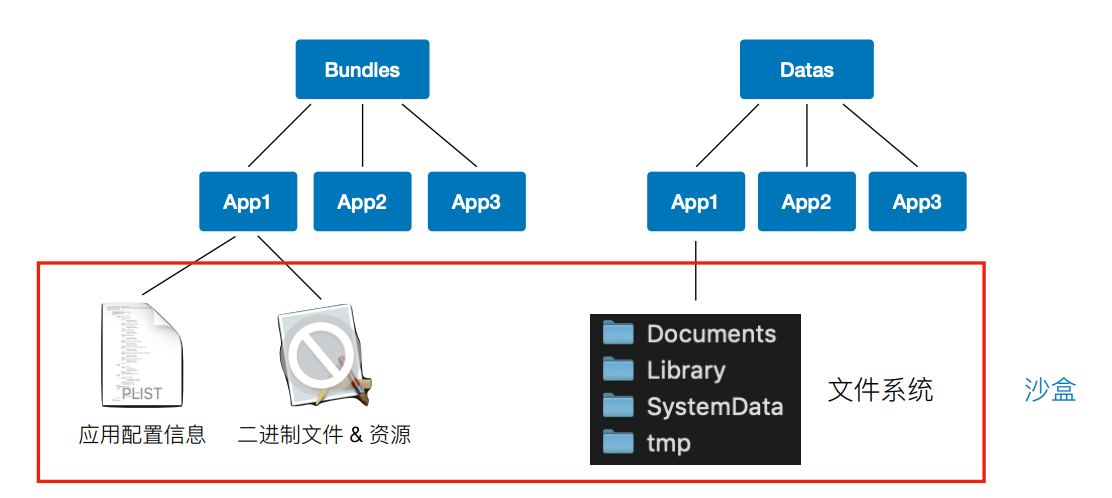 Bundles
Datas
App1
App2
App3
App1
App2
App3
PLIST
应用配置信息
二进制文件 & 资源
Documents
Library
SystemData
tmp
文件系统
沙盒